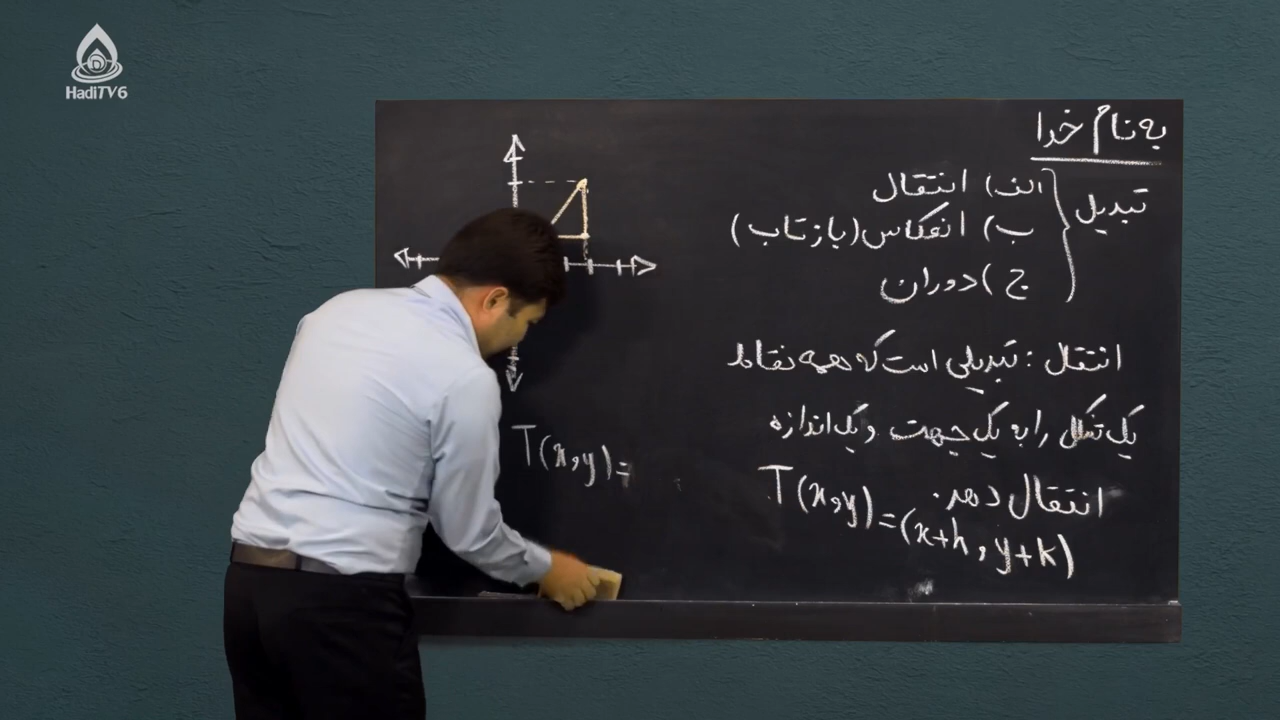 HadiTV6
به نام خدا
تبدیل
الف) انتقال
ب) انعکاس (بازتاب)
ج) دوران
انتقال : تبدیلی است که همه نقاط
یک شکل را به یک جهت و یک اندازه
انتقال دهد.
T(x,y)=(x+h, y+k)
T(x,y)=